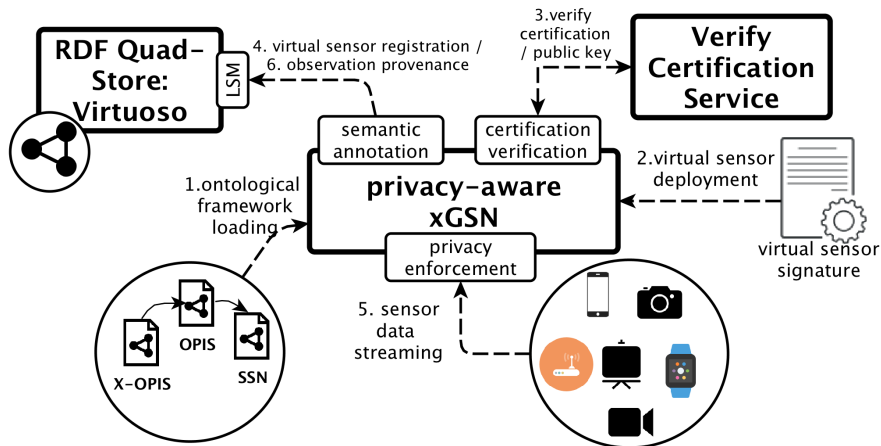 RDF Quad-
Store:
Virtuoso
LSM
4. virtual sensor registration /
6. observation provenance
3.verify
certification
/ public key
Verify
Certification
Service
semantic
annotation
certification
verification
privacy-aware
xGSN
privacy
enforcement
1.ontological
framework
loading
2.virtual sensor
deployment
virtual sensor
signature
5. sensor
data
streaming
X-OPIS
OPIS
SSN